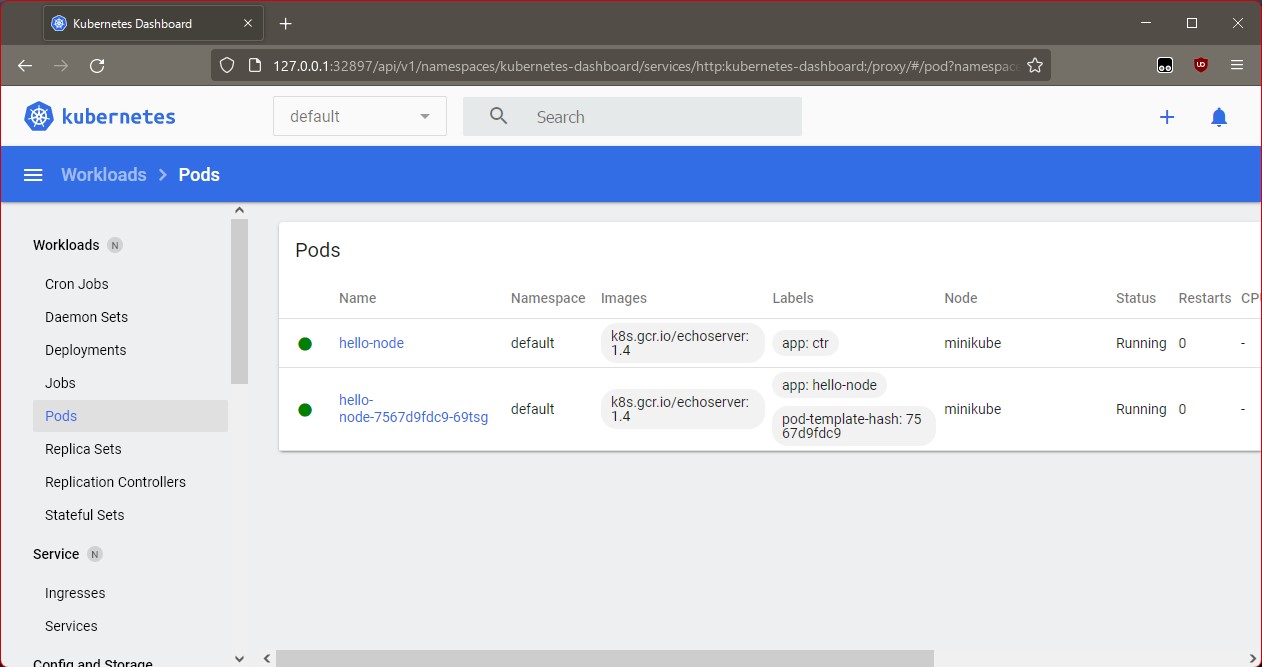 Kubernetes Dashboard
127.0.0.1:32897/api/v1/namespaces/kubernetes-dashboard/services/http:kubernetes-dashboard:/proxy/#/pod?namespac
kubernetes
default
Search
Workloads > Pods
Workloads N
Cron Jobs
Daemon Sets
Deployments
Jobs
Pods
Replica Sets
Replication Controllers
Stateful Sets
Service N
Ingresses
Services
Config and Storage
Pods
Name Namespace Images Labels Node Status Restarts CPU
hello-node default k8s.gcr.io/echoserver: app: ctr minikube Running 0 -
1.4
hello- default k8s.gcr.io/echoserver: app: hello-node minikube Running 0 -
node-7567d9fdc9-69tsg 1.4 pod-template-hash: 75
67d9fdc9